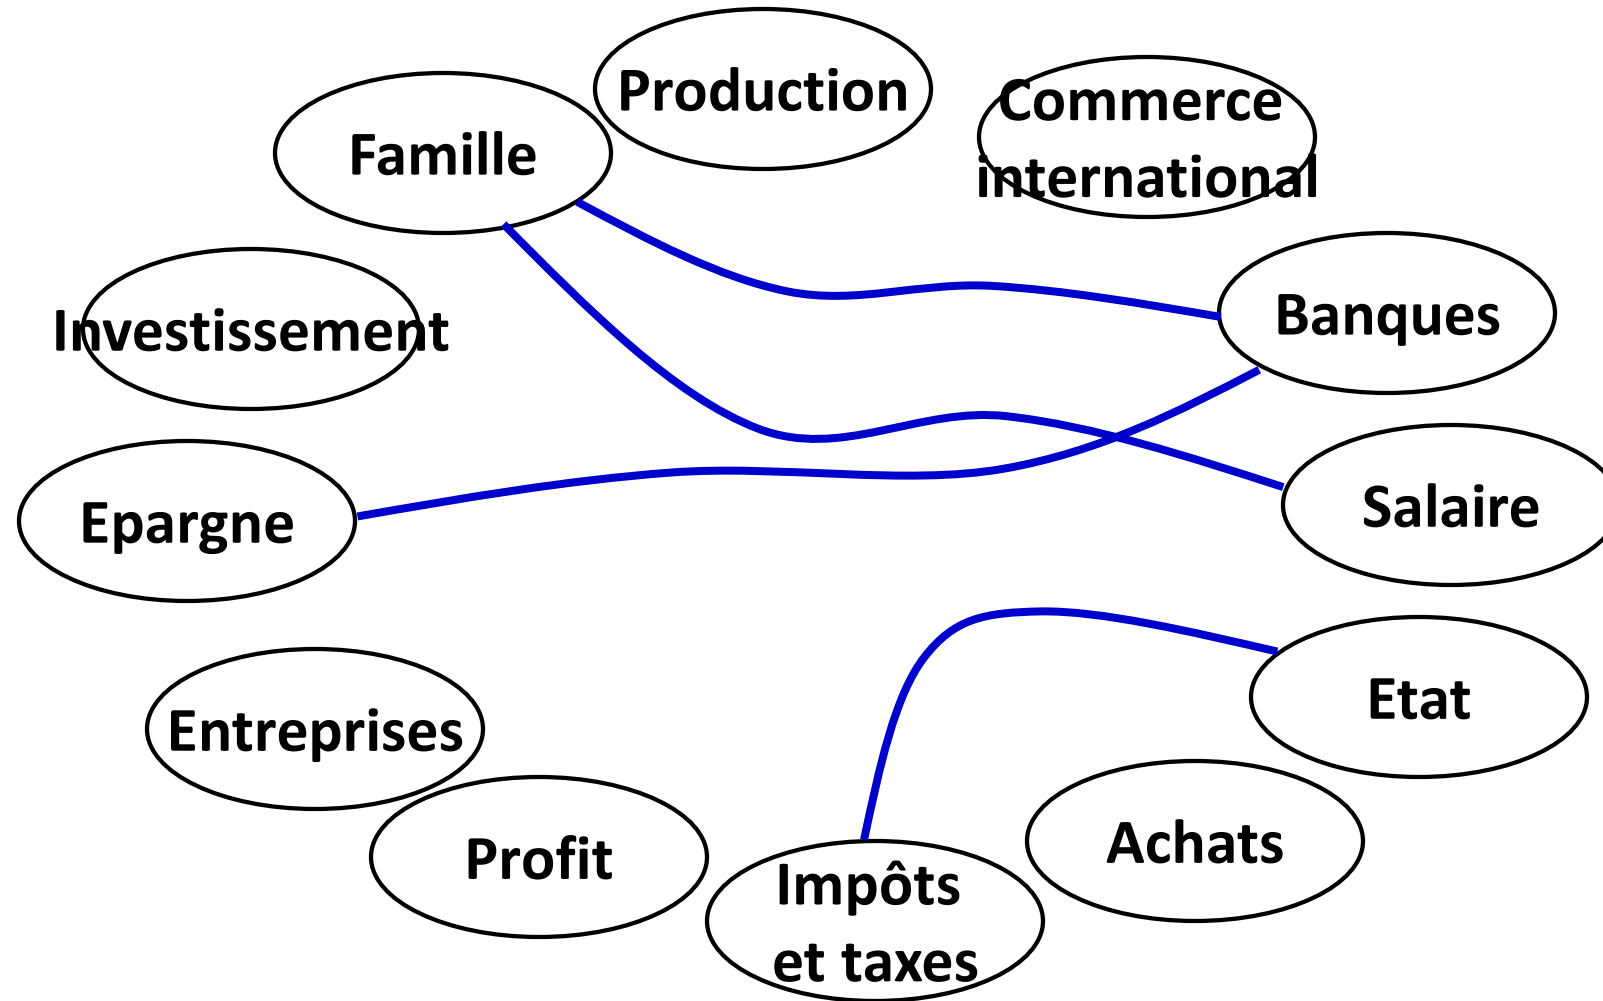 Production
Commerce
international
Famille
Banques
Investissement
Salaire
Epargne
Etat
Entreprises
Achats
Profit
Impôts
et taxes